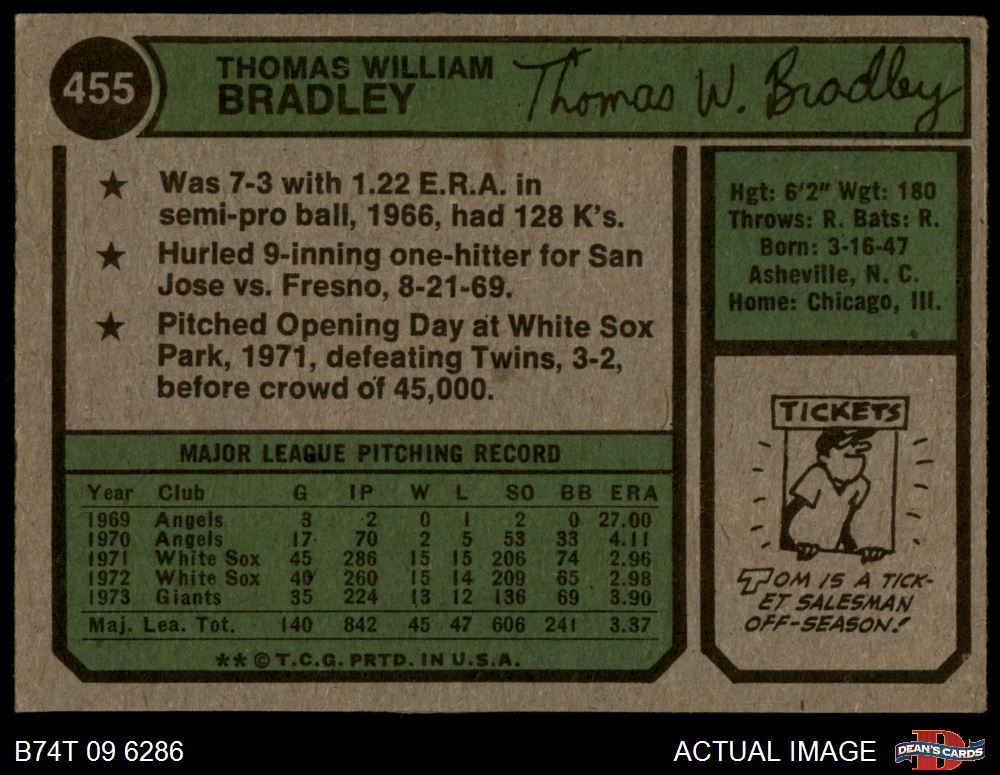 455
THOMAS WILLIAM
BRADLEY
Thomas W. Bradley
★ Was 7-3 with 1.22 E.R.A. in
semi-pro ball, 1966, had 128 K's.
★ Hurled 9-inning one-hitter for San
Jose vs. Fresno, 8-21-69.
★ Pitched Opening Day at White Sox
Park, 1971, defeating Twins, 3-2,
before crowd of 45,000.
Hgt: 6'2" Wgt: 180
Throws: R. Bats: R.
Born: 3-16-47
Asheville, N. C.
Home: Chicago, Ill.
MAJOR LEAGUE PITCHING RECORD
Year Club G IP W L SO BB ERA
1969 Angels 3 2 0 1 2 0 27.00
1970 Angels 17 70 2 5 53 33 4.11
1971 White Sox 45 286 15 15 206 74 2.96
1972 White Sox 40 260 15 14 209 65 2.98
1973 Giants 35 224 13 12 136 69 3.90
Maj. Lea. Tot. 140 842 45 47 606 241 3.37
** © T.C.G. PRTD. IN U.S.A.
TICKETS
TOM IS A TICK-
ET SALESMAN
OFF-SEASON!
B74T 09 6286
ACTUAL IMAGE
D
DEAN'S CARDS